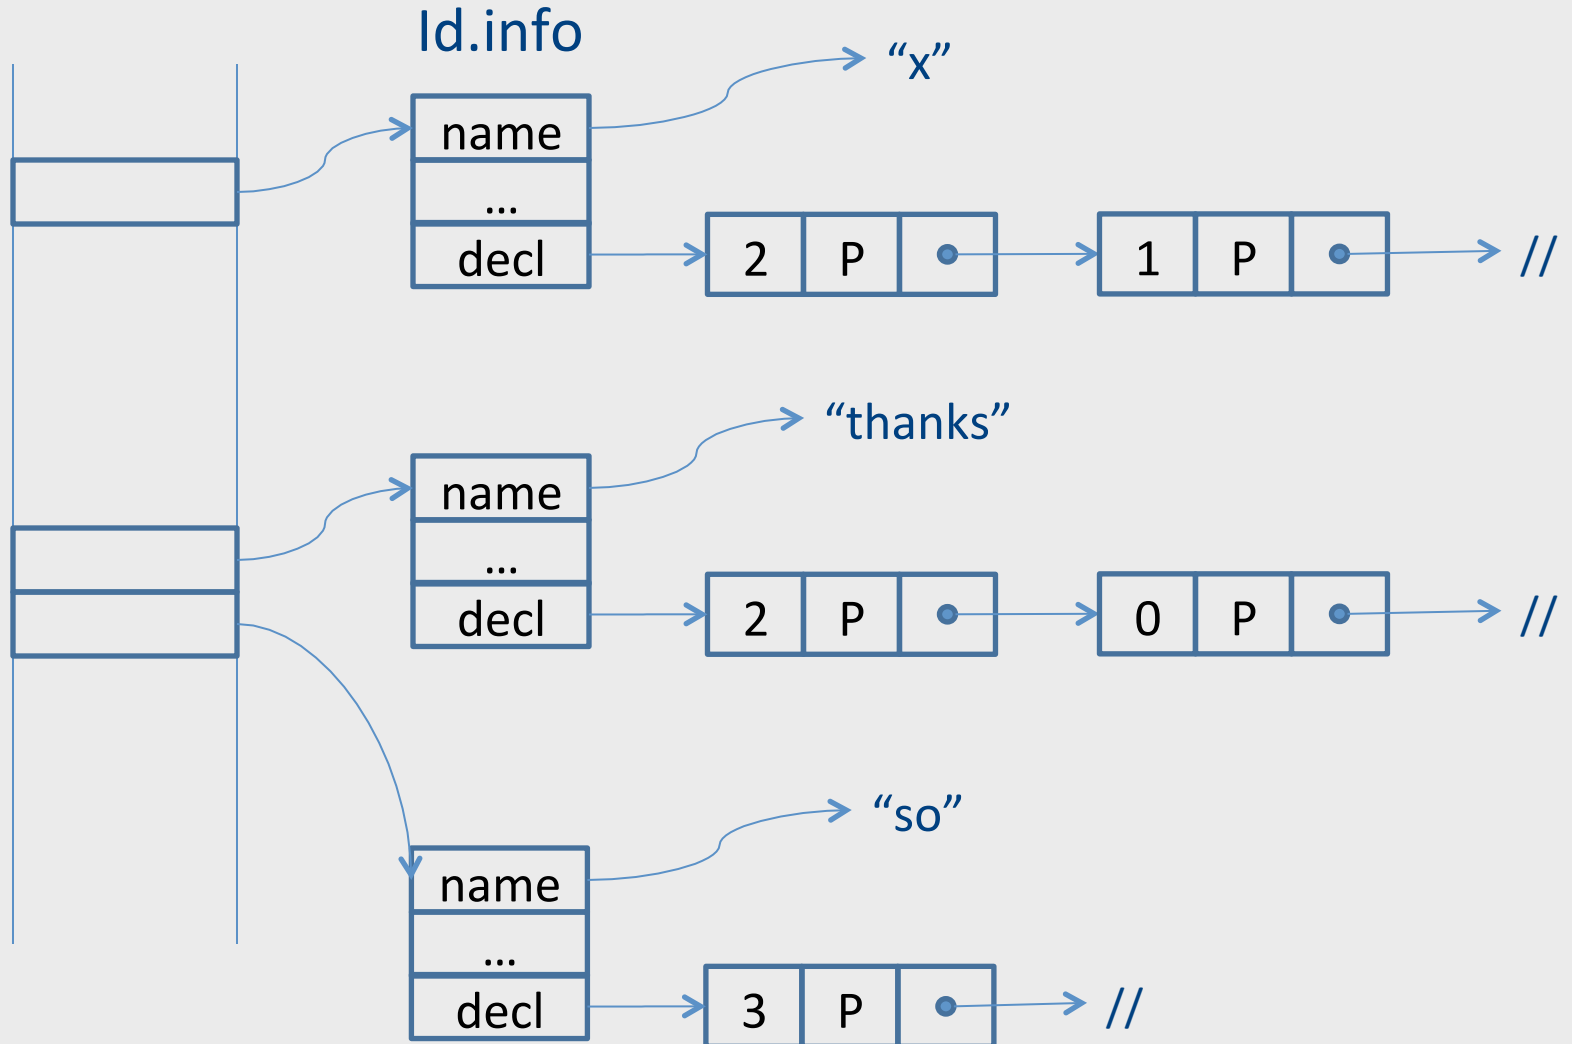 Id.info
“x”
name
...
decl 2 P 1 P //
“thanks”
name
...
decl 2 P 0 P //
“so”
name
...
decl 3 P //